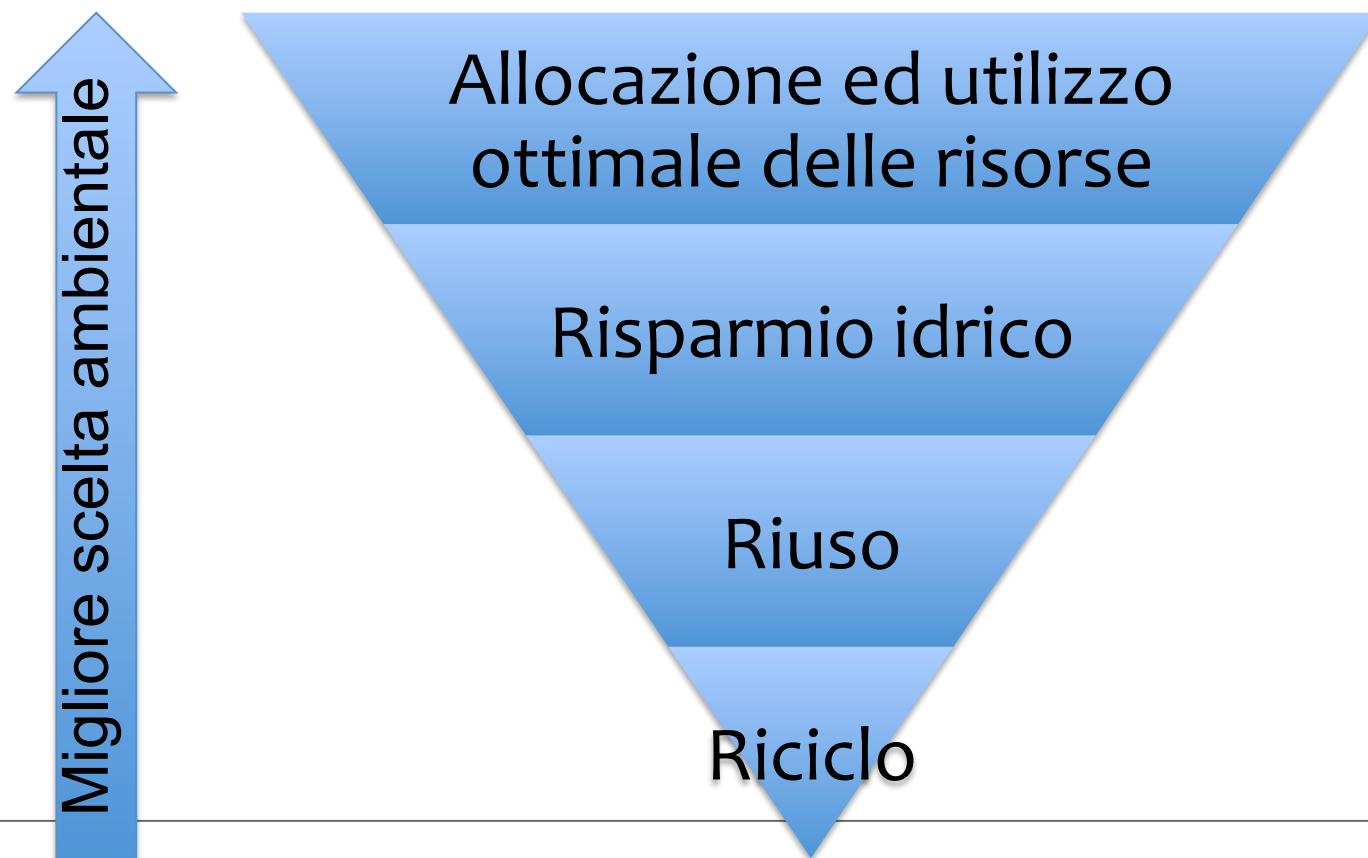 Migliore scelta ambientale
Allocazione ed utilizzo
ottimale delle risorse
Risparmio idrico
Riuso
Riciclo